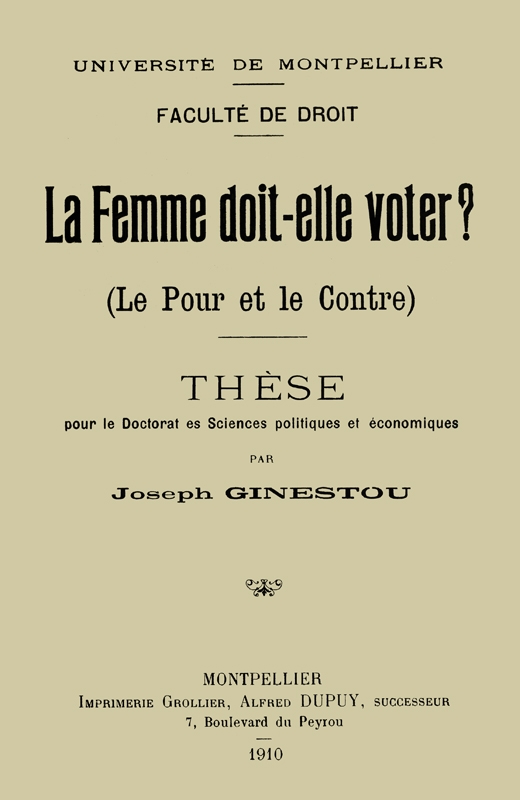 UNIVERSITÉ DE MONTPELLIER
FACULTÉ DE DROIT
La Femme doit-elle voter?
(Le Pour et le Contre)
THÈSE
pour le Doctorat es Sciences politiques et économiques
PAR
Joseph GINESTOU
MONTPELLIER
IMPRIMERIE GROLLIER, ALFRED DUPUY, SUCCESSEUR
7, Boulevard du Peyrou
1910